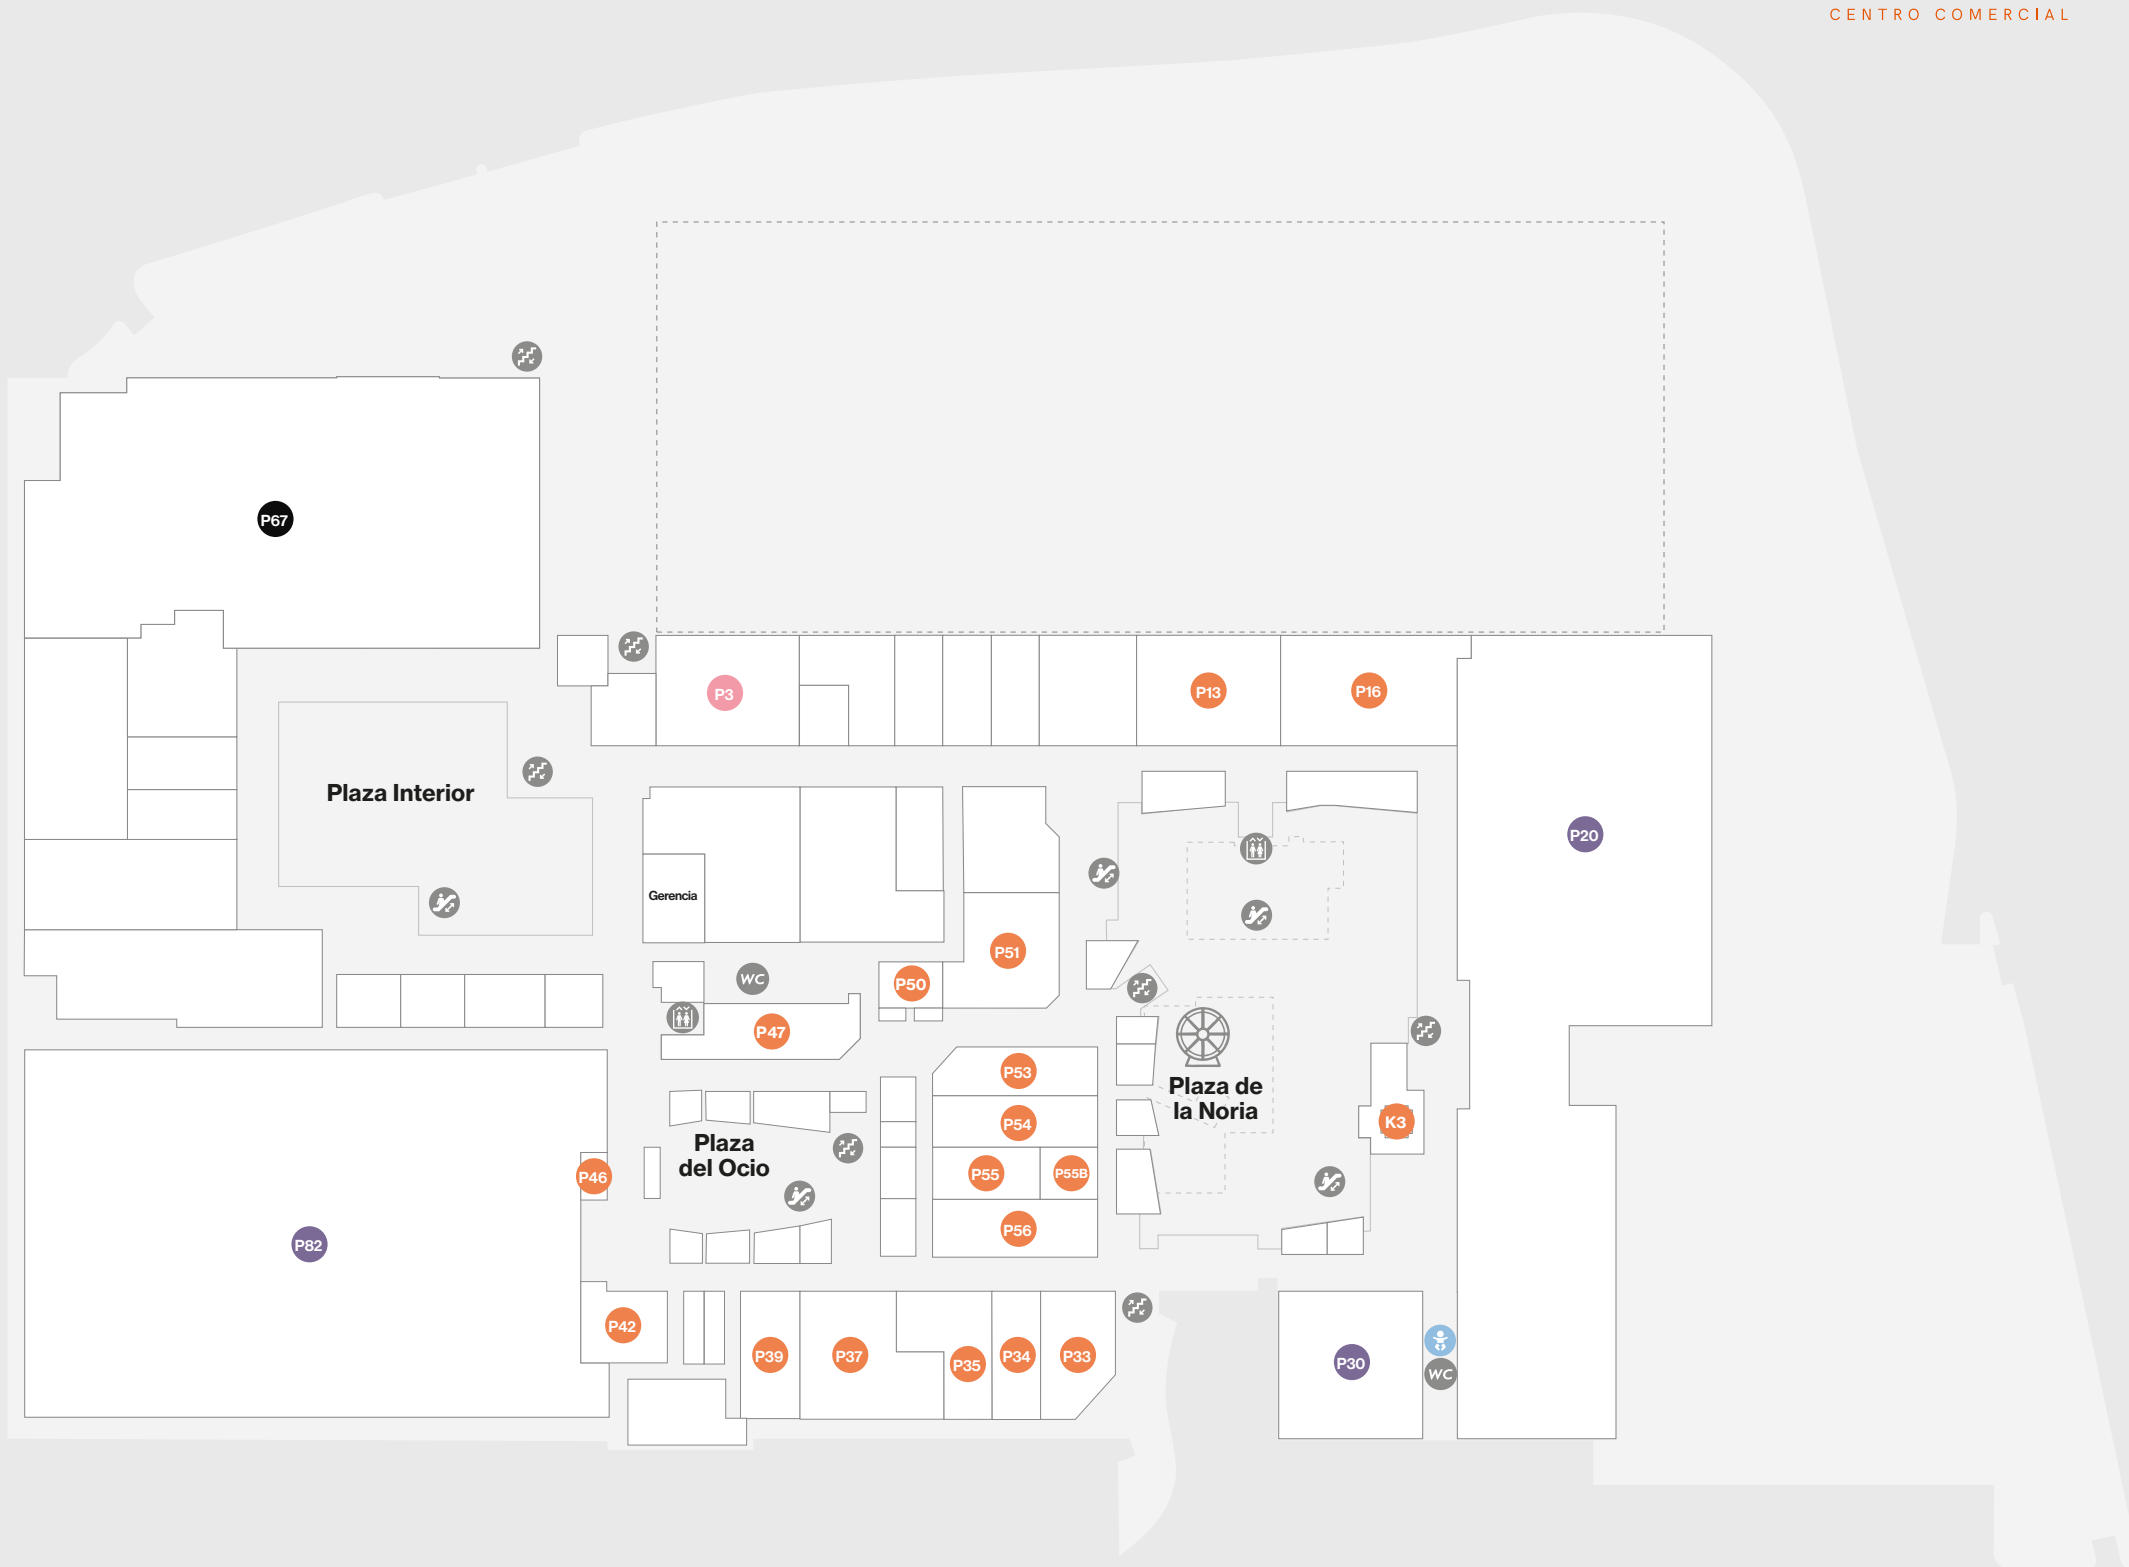 CENTRO COMERCIAL
P67
P3
P13
P16
Plaza Interior
P20
Gerencia
P51
WC
P50
P47
P53
Plaza de
la Noria
P54
K3
Plaza
del Ocio
P46
P55
P55B
P56
P82
P42
P39
P37
P35
P34
P33
P30
WC